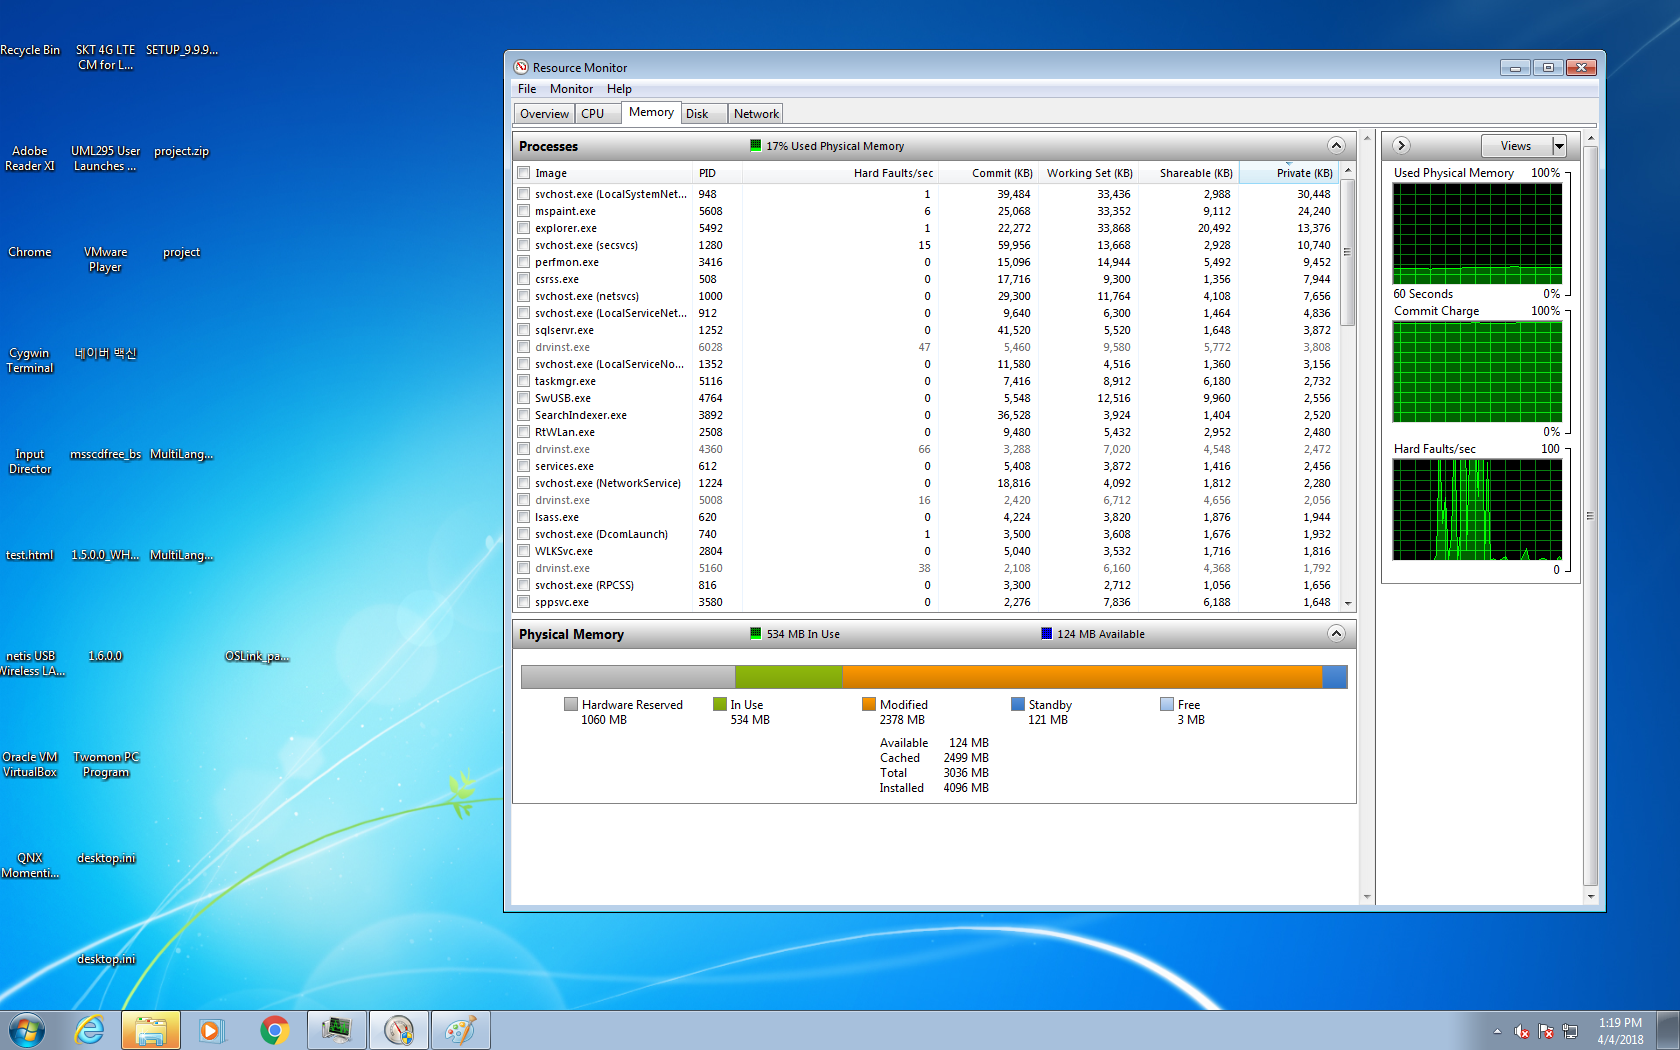 Recycle Bin
SKT 4G LTE
CM for L...
SETUP_9.9.9...
Adobe
Reader XI
UML295 User
Launches ...
project.zip
Chrome
VMware
Player
project
Cygwin
Terminal
네이버 백신
Input
Director
msscdfree_bs
MultiLang...
test.html
1.5.0.0_WH...
MultiLang...
netis USB
Wireless LA...
1.6.0.0
OSLink_pa...
Oracle VM
VirtualBox
Twomon PC
Program
QNX
Momenti...
desktop.ini
desktop.ini
Resource Monitor
File Monitor Help
Overview CPU Memory Disk Network
Processes 17% Used Physical Memory
Image PID Hard Faults/sec Commit (KB) Working Set (KB) Shareable (KB) Private (KB)
svchost.exe (LocalSystemNet... 948 1 39,484 33,436 2,988 30,448
mspaint.exe 5608 6 25,068 33,352 9,112 24,240
explorer.exe 5492 1 22,272 33,868 20,492 13,376
svchost.exe (secsvcs) 1280 15 59,956 13,668 2,928 10,740
perfmon.exe 3416 0 15,096 14,944 5,492 9,452
csrss.exe 508 0 17,716 9,300 1,356 7,944
svchost.exe (netsvcs) 1000 0 29,300 11,764 4,108 7,656
svchost.exe (LocalServiceNet... 912 0 9,640 6,300 1,464 4,836
sqlservr.exe 1252 0 41,520 5,520 1,648 3,872
drvinst.exe 6028 47 5,460 9,580 5,772 3,808
svchost.exe (LocalServiceNo... 1352 0 11,580 4,516 1,360 3,156
taskmgr.exe 5116 0 7,416 8,912 6,180 2,732
SwUSB.exe 4764 0 5,548 12,516 9,960 2,556
SearchIndexer.exe 3892 0 36,528 3,924 1,404 2,520
RtWLan.exe 2508 0 9,480 5,432 2,952 2,480
drvinst.exe 4360 66 3,288 7,020 4,548 2,472
services.exe 612 0 5,408 3,872 1,416 2,456
svchost.exe (NetworkService) 1224 0 18,816 4,092 1,812 2,280
drvinst.exe 5008 16 2,420 6,712 4,656 2,056
lsass.exe 620 0 4,224 3,820 1,876 1,944
svchost.exe (DcomLaunch) 740 1 3,500 3,608 1,676 1,932
WLKSvc.exe 2804 0 5,040 3,532 1,716 1,816
drvinst.exe 5160 38 2,108 6,160 4,368 1,792
svchost.exe (RPCSS) 816 0 3,300 2,712 1,056 1,656
sppsvc.exe 3580 0 2,276 7,836 6,188 1,648
Physical Memory 534 MB In Use 124 MB Available
Hardware Reserved
1060 MB
In Use
534 MB
Modified
2378 MB
Standby
121 MB
Free
3 MB
Available 124 MB
Cached 2499 MB
Total 3036 MB
Installed 4096 MB
Views
Used Physical Memory 100%
60 Seconds 0%
Commit Charge 100%
0%
Hard Faults/sec 100
0
1:19 PM
4/4/2018